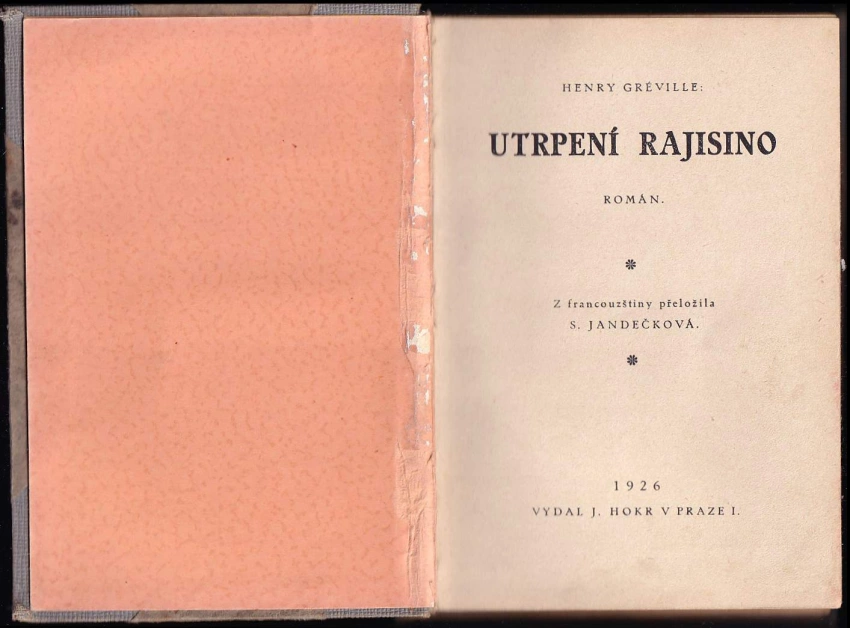 HENRY GRÉVILLE:
UTRPENÍ RAJISINO
ROMÁN.
Z francouzštiny přeložila
S. JANDEČKOVÁ.
1926
VYDAL J. HOKR V PRAZE I.